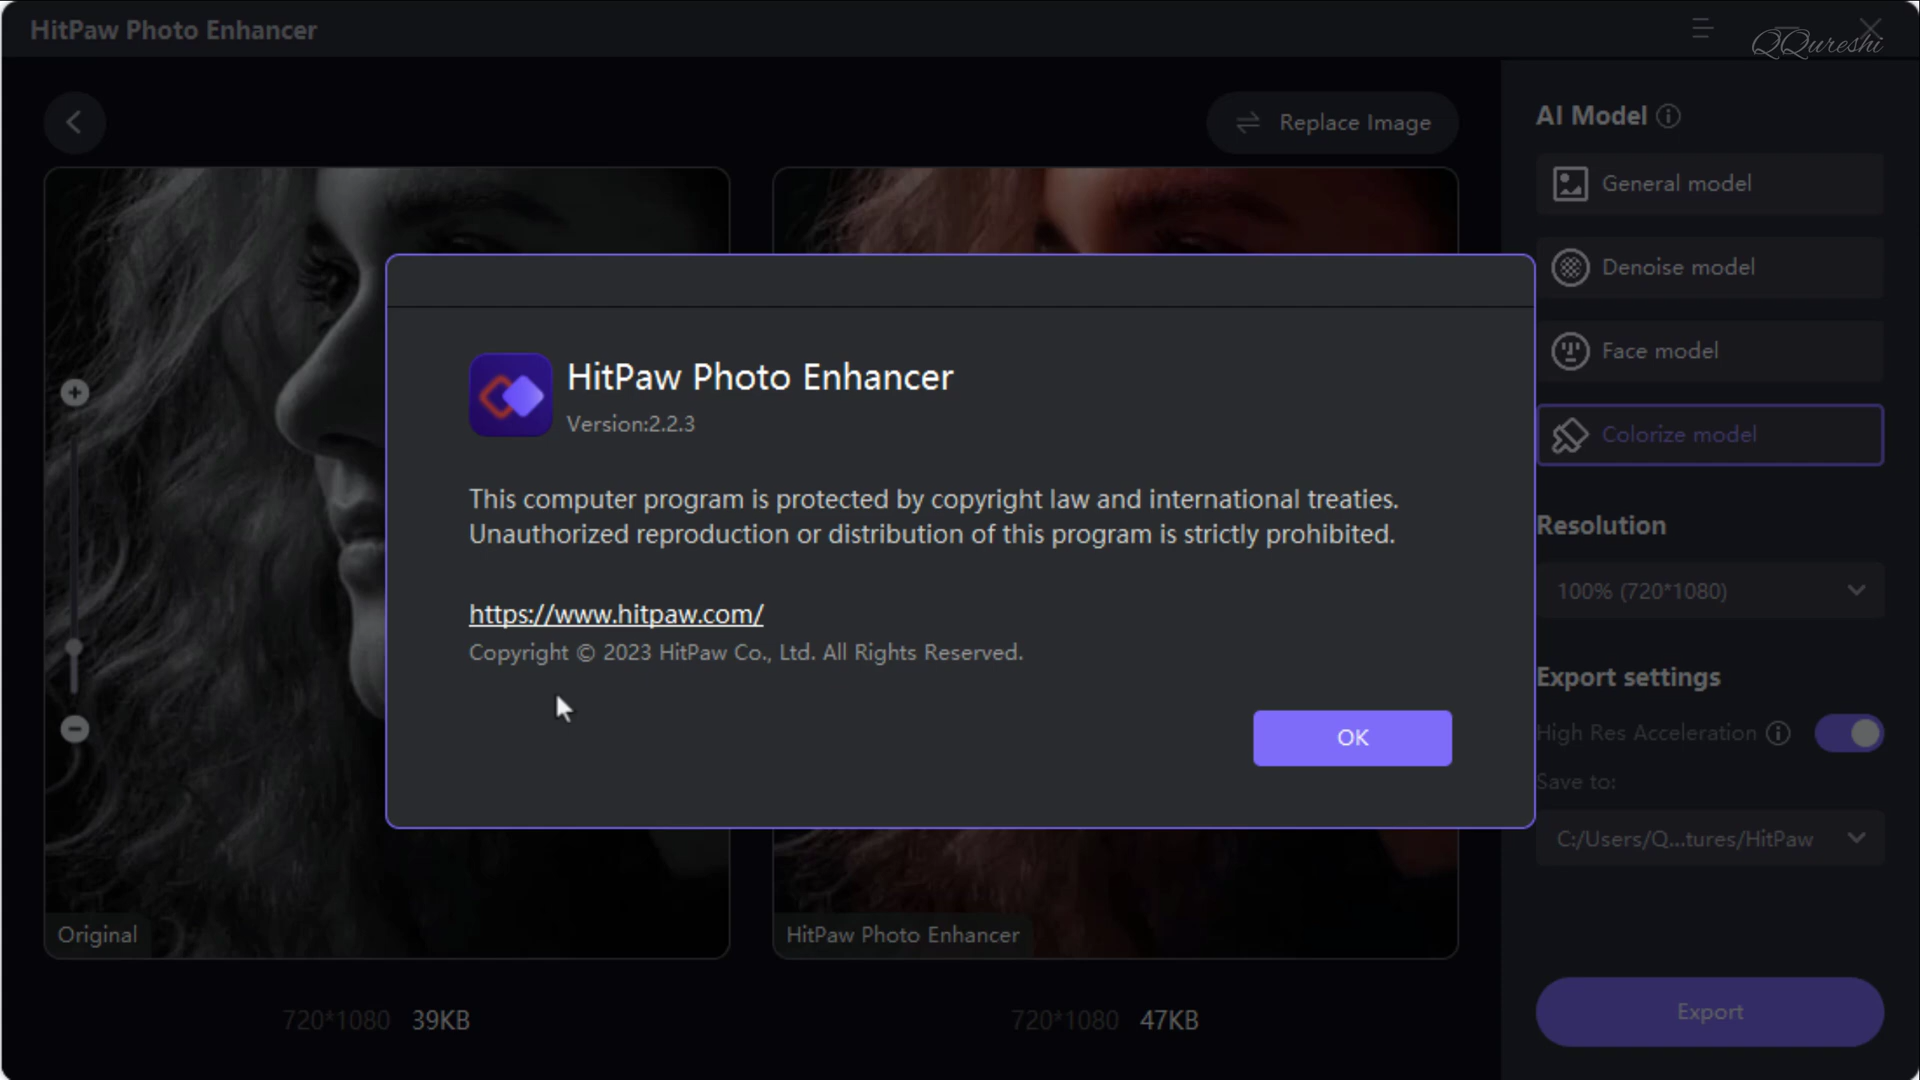 HitPaw Photo Enhancer
QQureshi
Replace Image
AI Model
General model
Denoise model
Face model
Colorize model
Resolution
100% (720*1080)
Export settings
High Res Acceleration
Save to:
C:/Users/Q...tures/HitPaw
Export
HitPaw Photo Enhancer
Version:2.2.3
This computer program is protected by copyright law and international treaties.
Unauthorized reproduction or distribution of this program is strictly prohibited.
https://www.hitpaw.com/
Copyright © 2023 HitPaw Co., Ltd. All Rights Reserved.
OK
Original
HitPaw Photo Enhancer
720*1080 39KB
720*1080 47KB